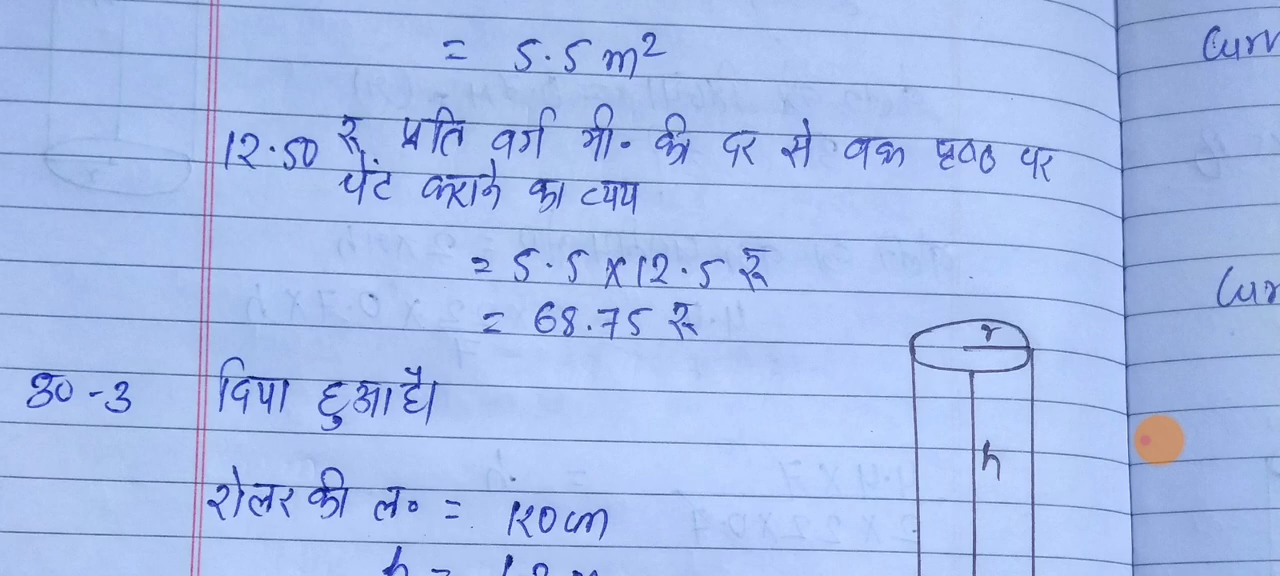 = 5.5 m²
12.50 रू प्रति वर्ग मी. की दर से वक्र पृष्ठ पर
पेंट कराने का व्यय
= 5.5 x 12.5 रू
= 68.75 रू
उ०-3 दिया हुआ है।
रोलर की ल० = 120 cm
r
h
Curv
Cur